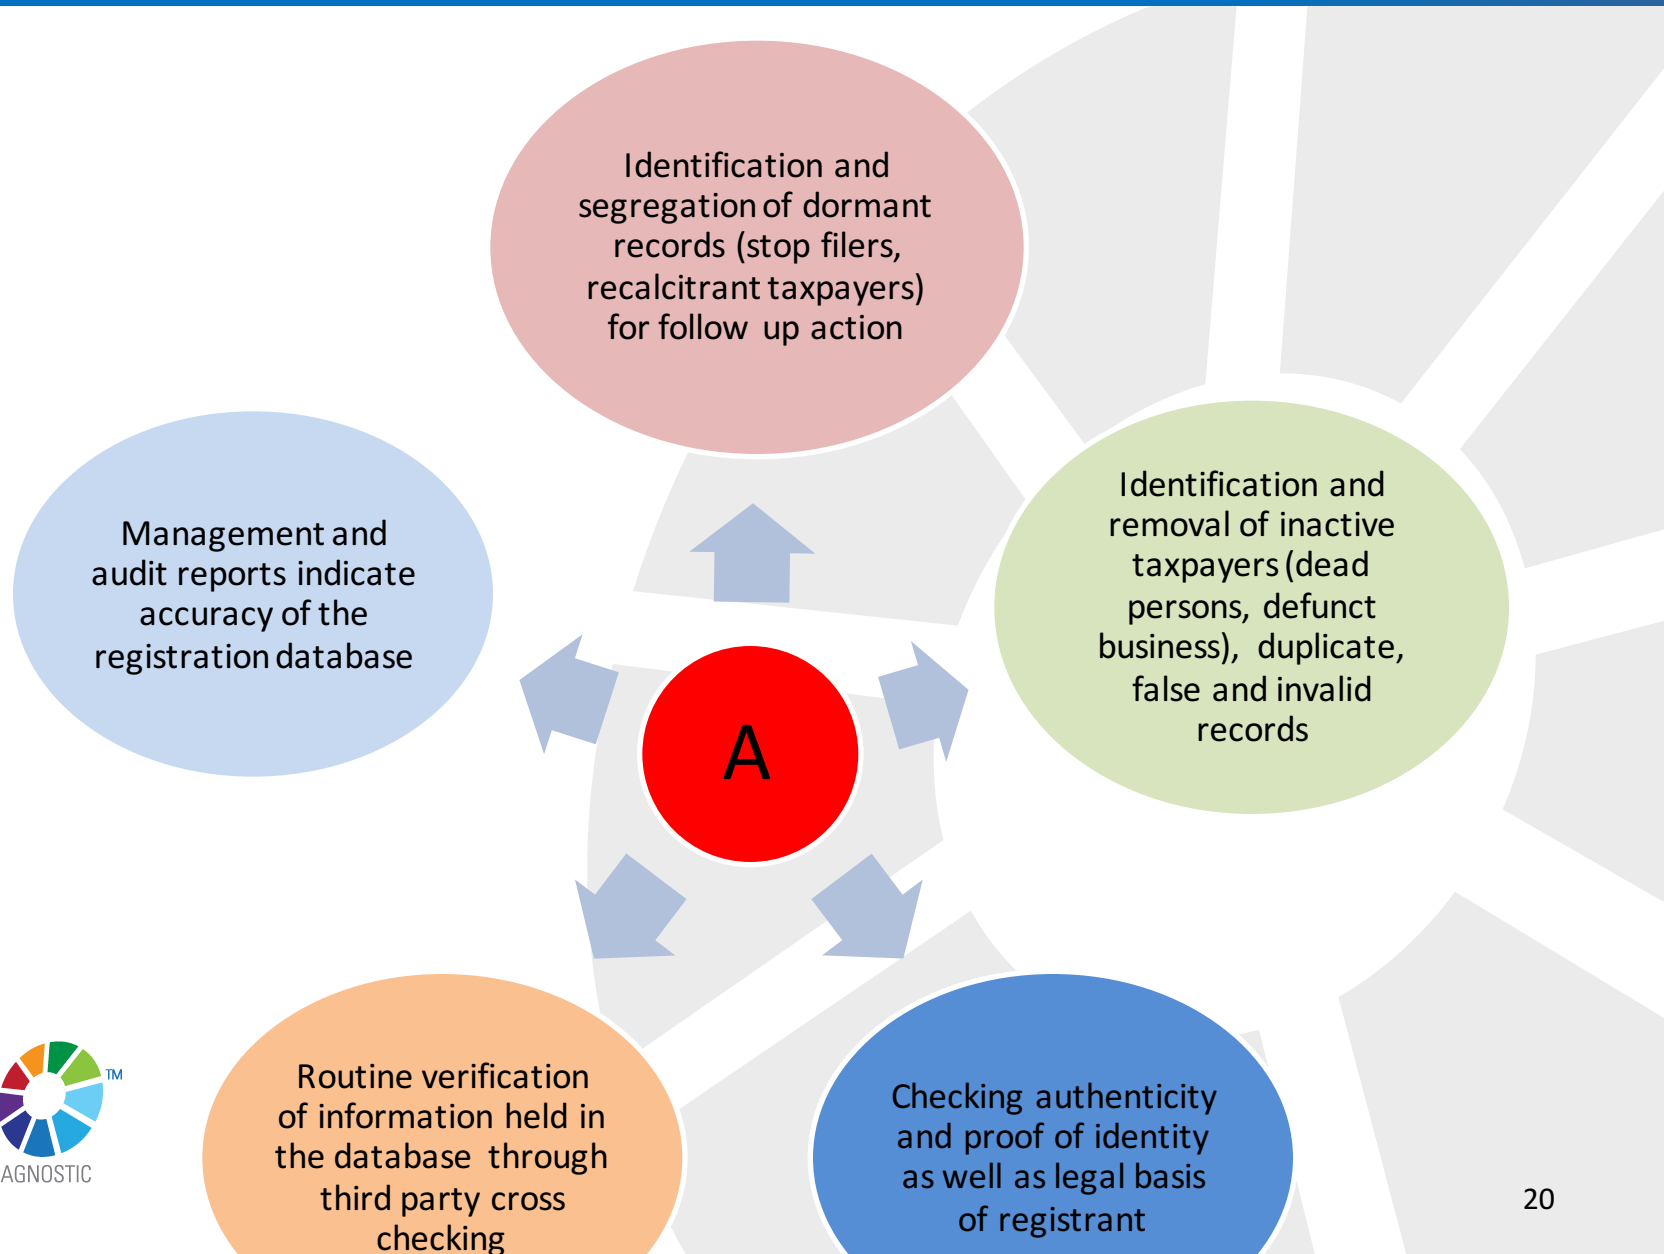 Identification and
segregation of dormant
records (stop filers,
recalcitrant taxpayers)
for follow up action
Identification and
removal of inactive
taxpayers (dead
persons, defunct
business), duplicate,
false and invalid
records
Management and
audit reports indicate
accuracy of the
registration database
A
Routine verification
of information held in
the database through
third party cross
checking
Checking authenticity
and proof of identity
as well as legal basis
of registrant
TM
AGNOSTIC
20